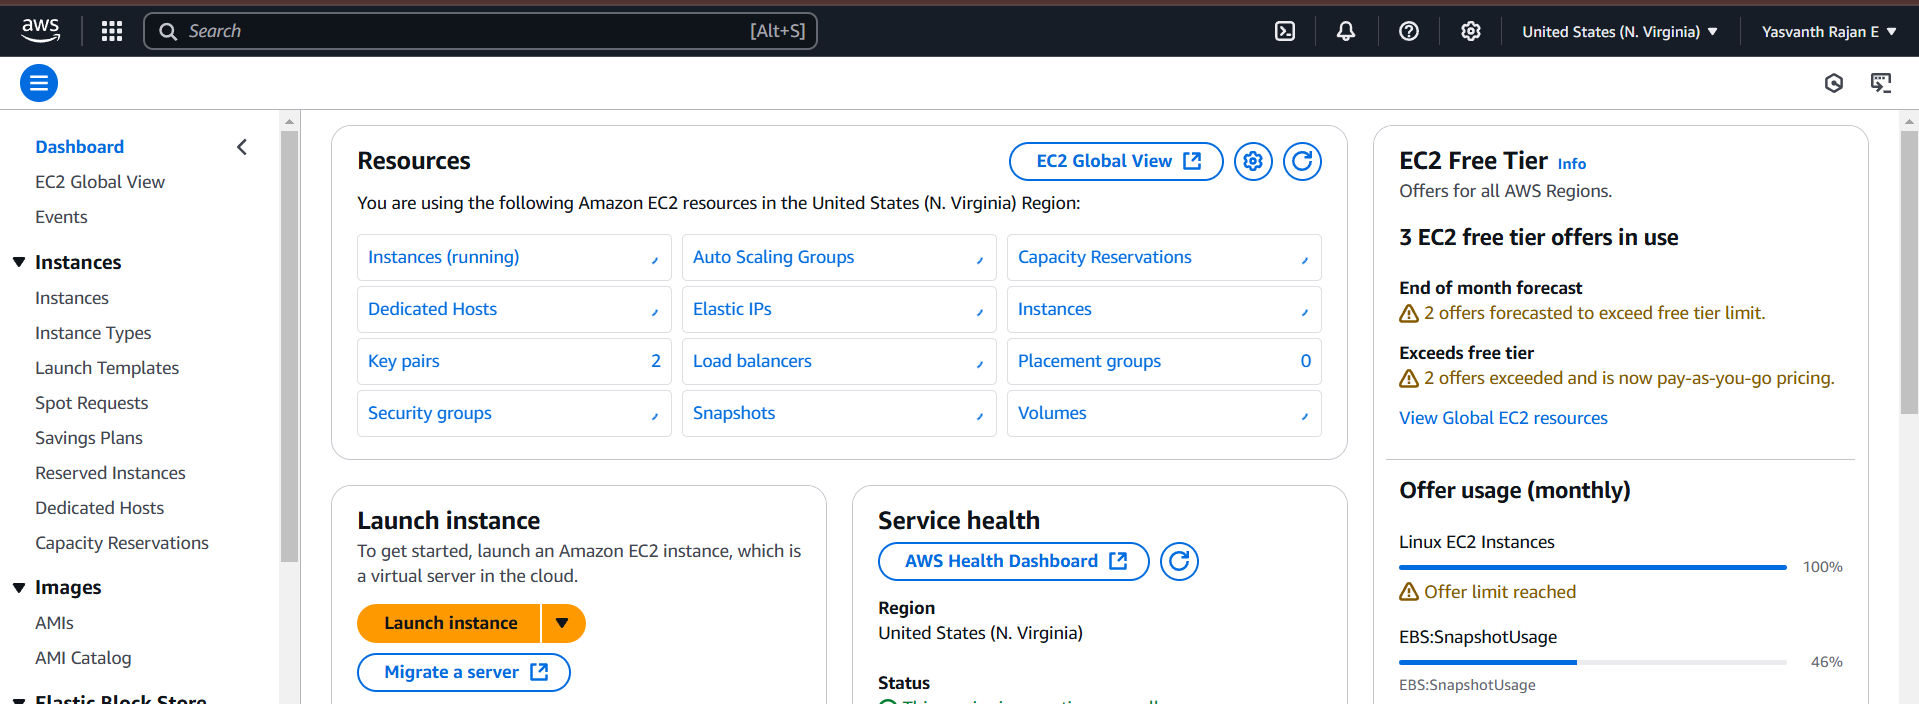 aws
Search [Alt+S]
United States (N. Virginia)
Yasvanth Rajan E
Dashboard
EC2 Global View
Events
Instances
Instances
Instance Types
Launch Templates
Spot Requests
Savings Plans
Reserved Instances
Dedicated Hosts
Capacity Reservations
Images
AMIs
AMI Catalog
Elastic Block Store
Resources
EC2 Global View
You are using the following Amazon EC2 resources in the United States (N. Virginia) Region:
Instances (running)
Auto Scaling Groups
Capacity Reservations
Dedicated Hosts
Elastic IPs
Instances
Key pairs 2
Load balancers
Placement groups 0
Security groups
Snapshots
Volumes
Launch instance
To get started, launch an Amazon EC2 instance, which is
a virtual server in the cloud.
Launch instance
Migrate a server
Service health
AWS Health Dashboard
Region
United States (N. Virginia)
Status
EC2 Free Tier Info
Offers for all AWS Regions.
3 EC2 free tier offers in use
End of month forecast
2 offers forecasted to exceed free tier limit.
Exceeds free tier
2 offers exceeded and is now pay-as-you-go pricing.
View Global EC2 resources
Offer usage (monthly)
Linux EC2 Instances
100%
Offer limit reached
EBS:SnapshotUsage
46%
EBS:SnapshotUsage